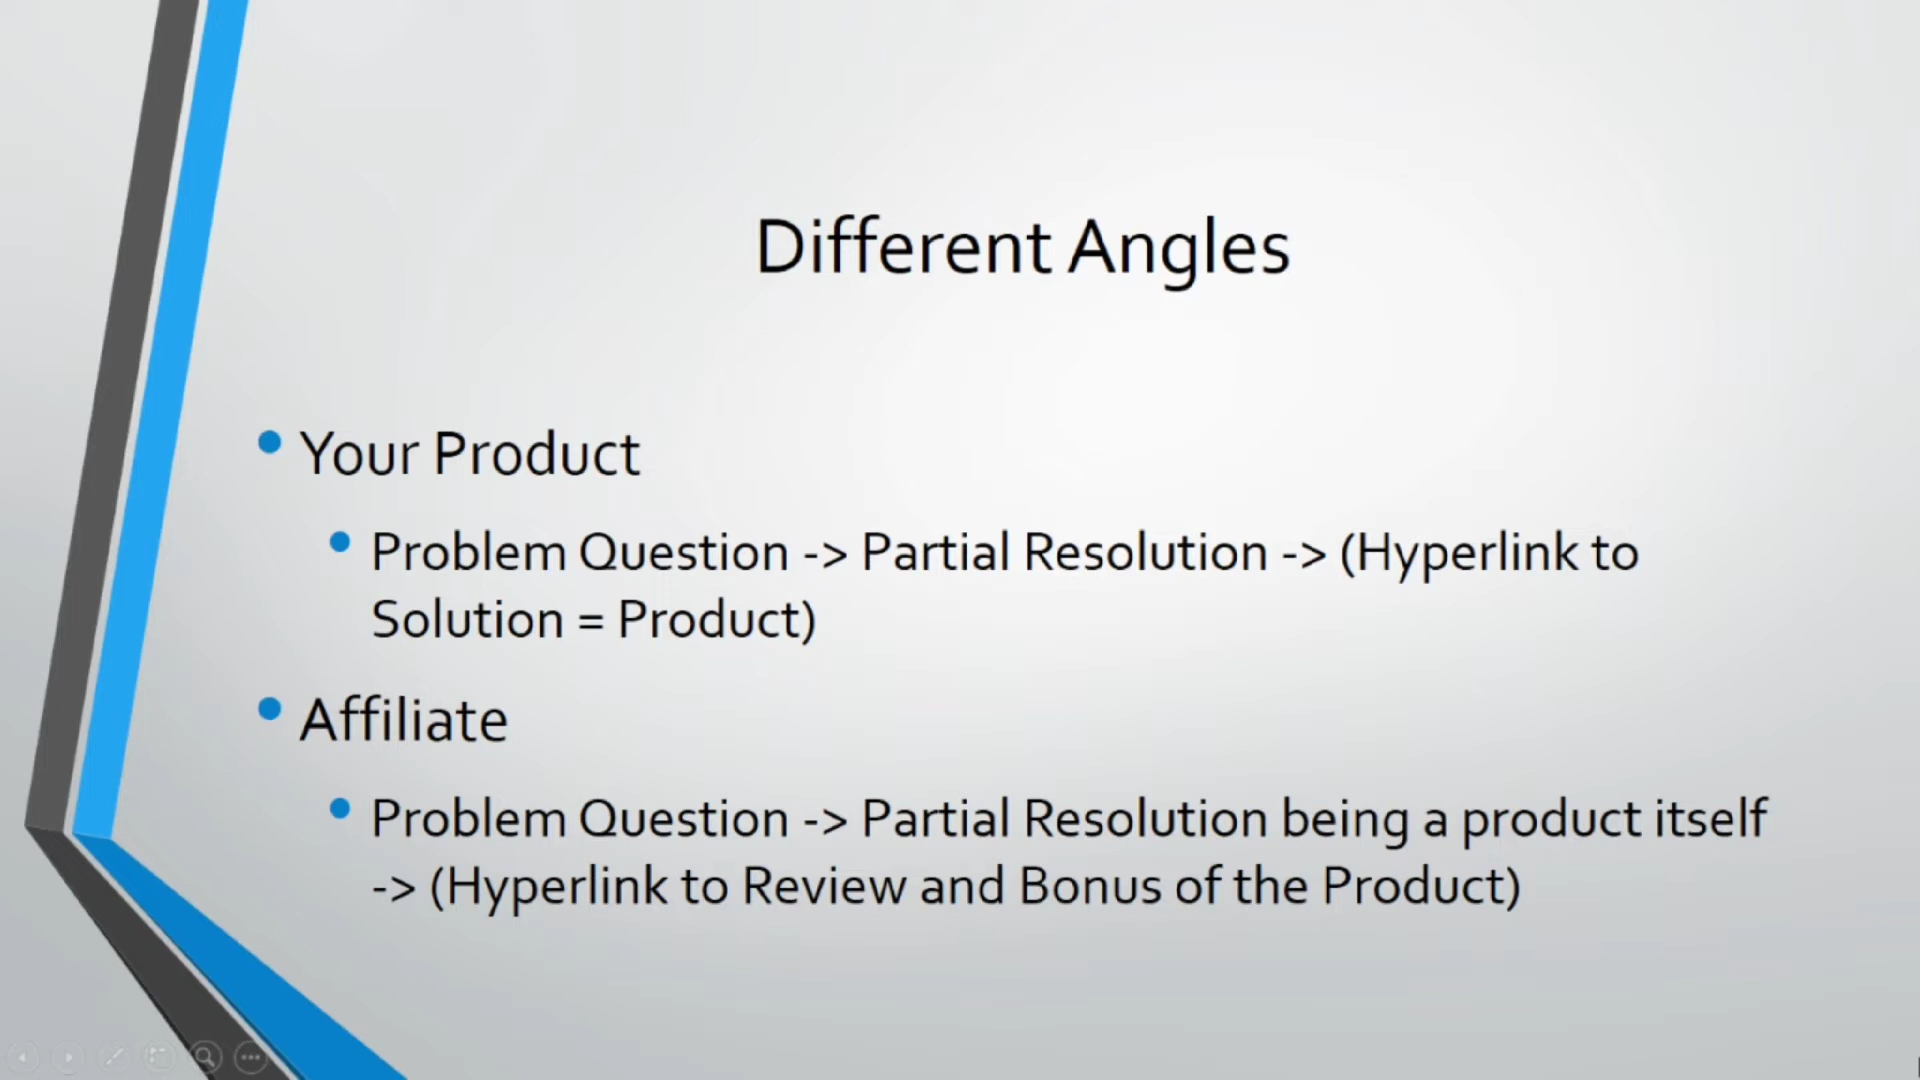 Different Angles
• Your Product
• Problem Question -> Partial Resolution -> (Hyperlink to
Solution = Product)
• Affiliate
• Problem Question -> Partial Resolution being a product itself
-> (Hyperlink to Review and Bonus of the Product)